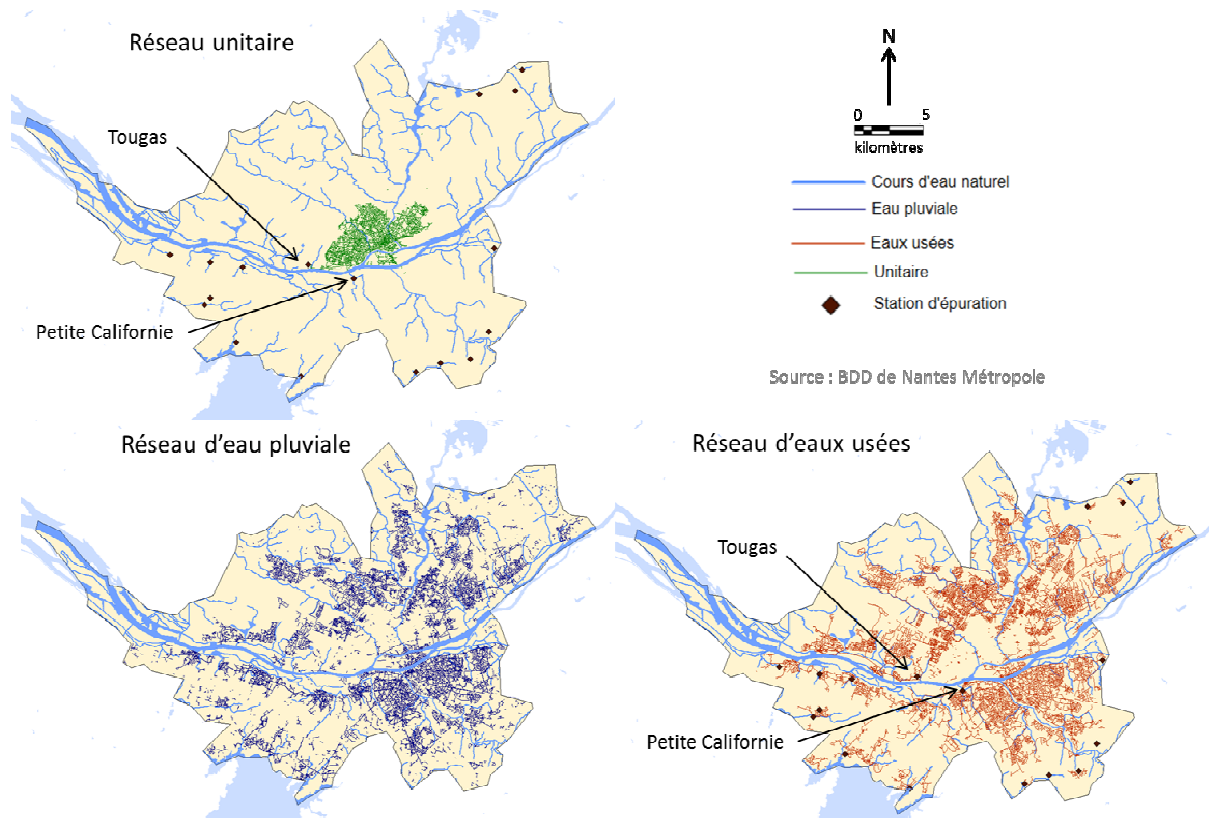 Réseau unitaire
Tougas
Petite Californie
N
0 5
kilomètres
Cours d'eau naturel
Eau pluviale
Eaux usées
Unitaire
Station d'épuration
Source : BDD de Nantes Métropole
Réseau d'eau pluviale
Réseau d'eaux usées
Tougas
Petite Californie